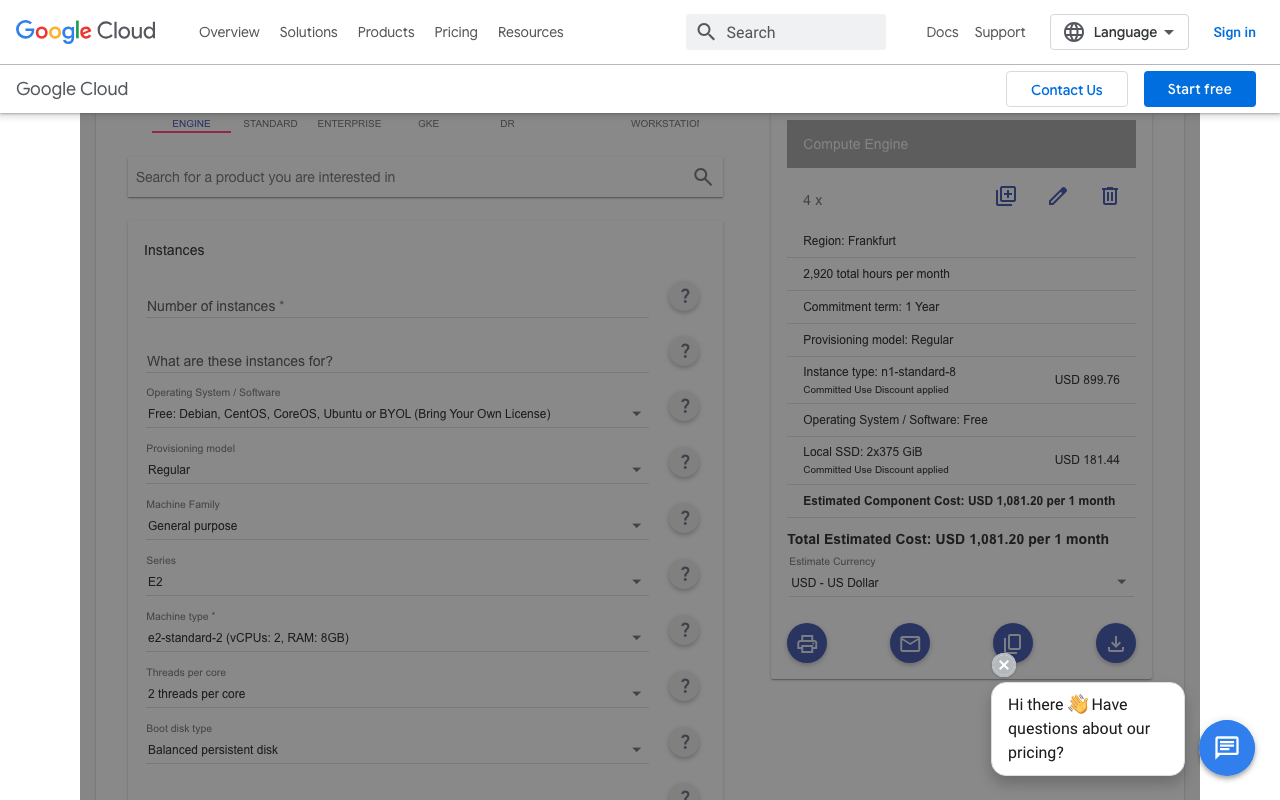 Google Cloud
Overview
Solutions
Products
Pricing
Resources
Search
Docs
Support
Language
Sign in
Google Cloud
Contact Us
Start free
ENGINE
STANDARD
ENTERPRISE
GKE
DR
WORKSTATION
Search for a product you are interested in
Instances
Number of instances *
?
What are these instances for?
?
Operating System / Software
Free: Debian, CentOS, CoreOS, Ubuntu or BYOL (Bring Your Own License)
?
Provisioning model
Regular
?
Machine Family
General purpose
?
Series
E2
?
Machine type *
e2-standard-2 (vCPUs: 2, RAM: 8GB)
?
Threads per core
2 threads per core
?
Boot disk type
Balanced persistent disk
?
?
Compute Engine
4 x
Region: Frankfurt
2,920 total hours per month
Commitment term: 1 Year
Provisioning model: Regular
Instance type: n1-standard-8
Committed Use Discount applied
USD 899.76
Operating System / Software: Free
Local SSD: 2x375 GiB
Committed Use Discount applied
USD 181.44
Estimated Component Cost: USD 1,081.20 per 1 month
Total Estimated Cost: USD 1,081.20 per 1 month
Estimate Currency
USD - US Dollar
Hi there 👋 Have
questions about our
pricing?